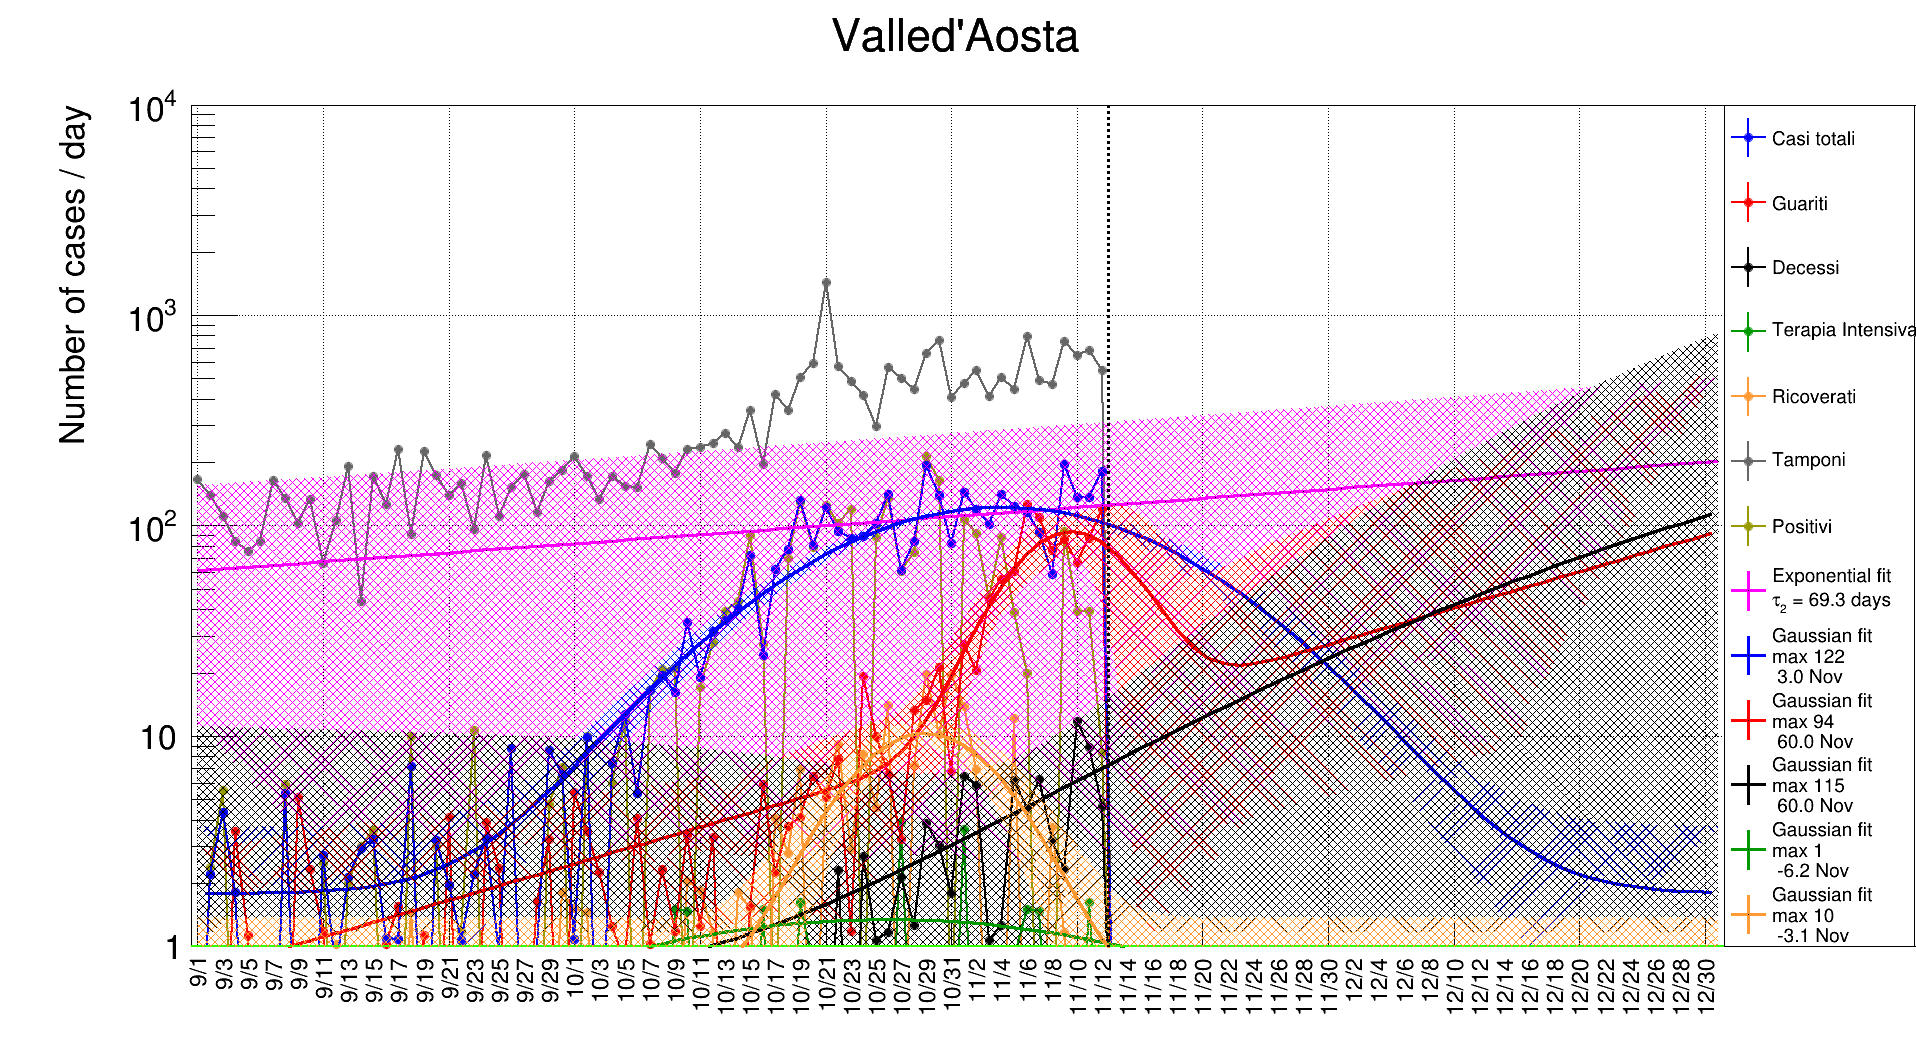 Valled'Aosta
Number of cases / day
10⁴
10³
10²
10
1
9/1 9/3 9/5 9/7 9/9 9/11 9/13 9/15 9/17 9/19 9/21 9/23 9/25 9/27 9/29 10/1 10/3 10/5 10/7 10/9 10/11 10/13 10/15 10/17 10/19 10/21 10/23 10/25 10/27 10/29 10/31 11/2 11/4 11/6 11/8 11/10 11/12 11/14 11/16 11/18 11/20 11/22 11/24 11/26 11/28 11/30 12/2 12/4 12/6 12/8 12/10 12/12 12/14 12/16 12/18 12/20 12/22 12/24 12/26 12/28 12/30
Casi totali
Guariti
Decessi
Terapia Intensiva
Ricoverati
Tamponi
Positivi
Exponential fit
τ₂ = 69.3 days
Gaussian fit
max 122
3.0 Nov
Gaussian fit
max 94
60.0 Nov
Gaussian fit
max 115
60.0 Nov
Gaussian fit
max 1
-6.2 Nov
Gaussian fit
max 10
-3.1 Nov